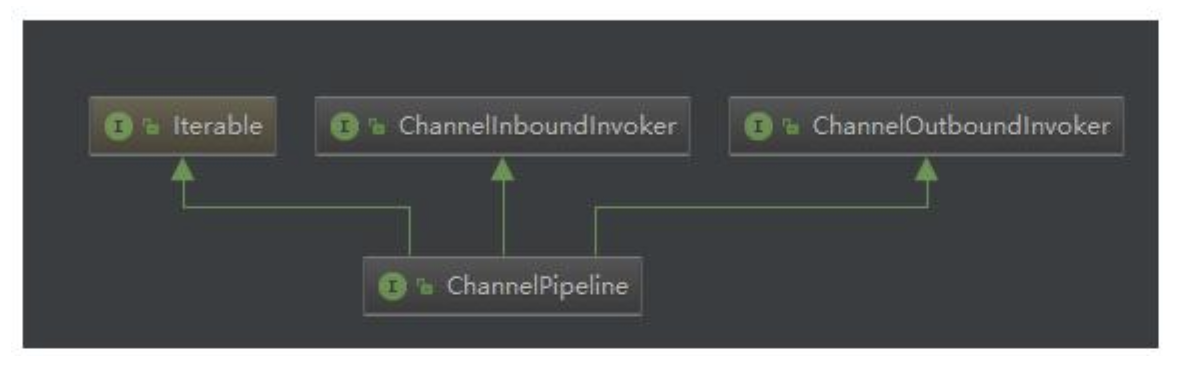 I Iterable
I ChannelInboundInvoker
I ChannelOutboundInvoker
I ChannelPipeline